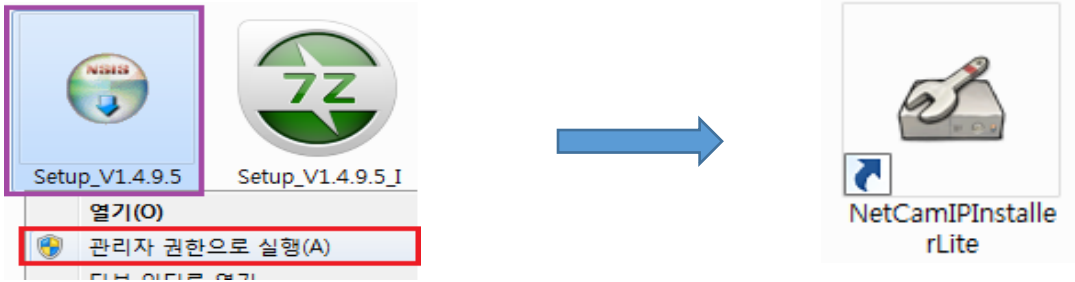 NSIS
7Z
Setup_V1.4.9.5
Setup_V1.4.9.5_I
열기(O)
관리자 권한으로 실행(A)
NetCamIPInstalle
rLite